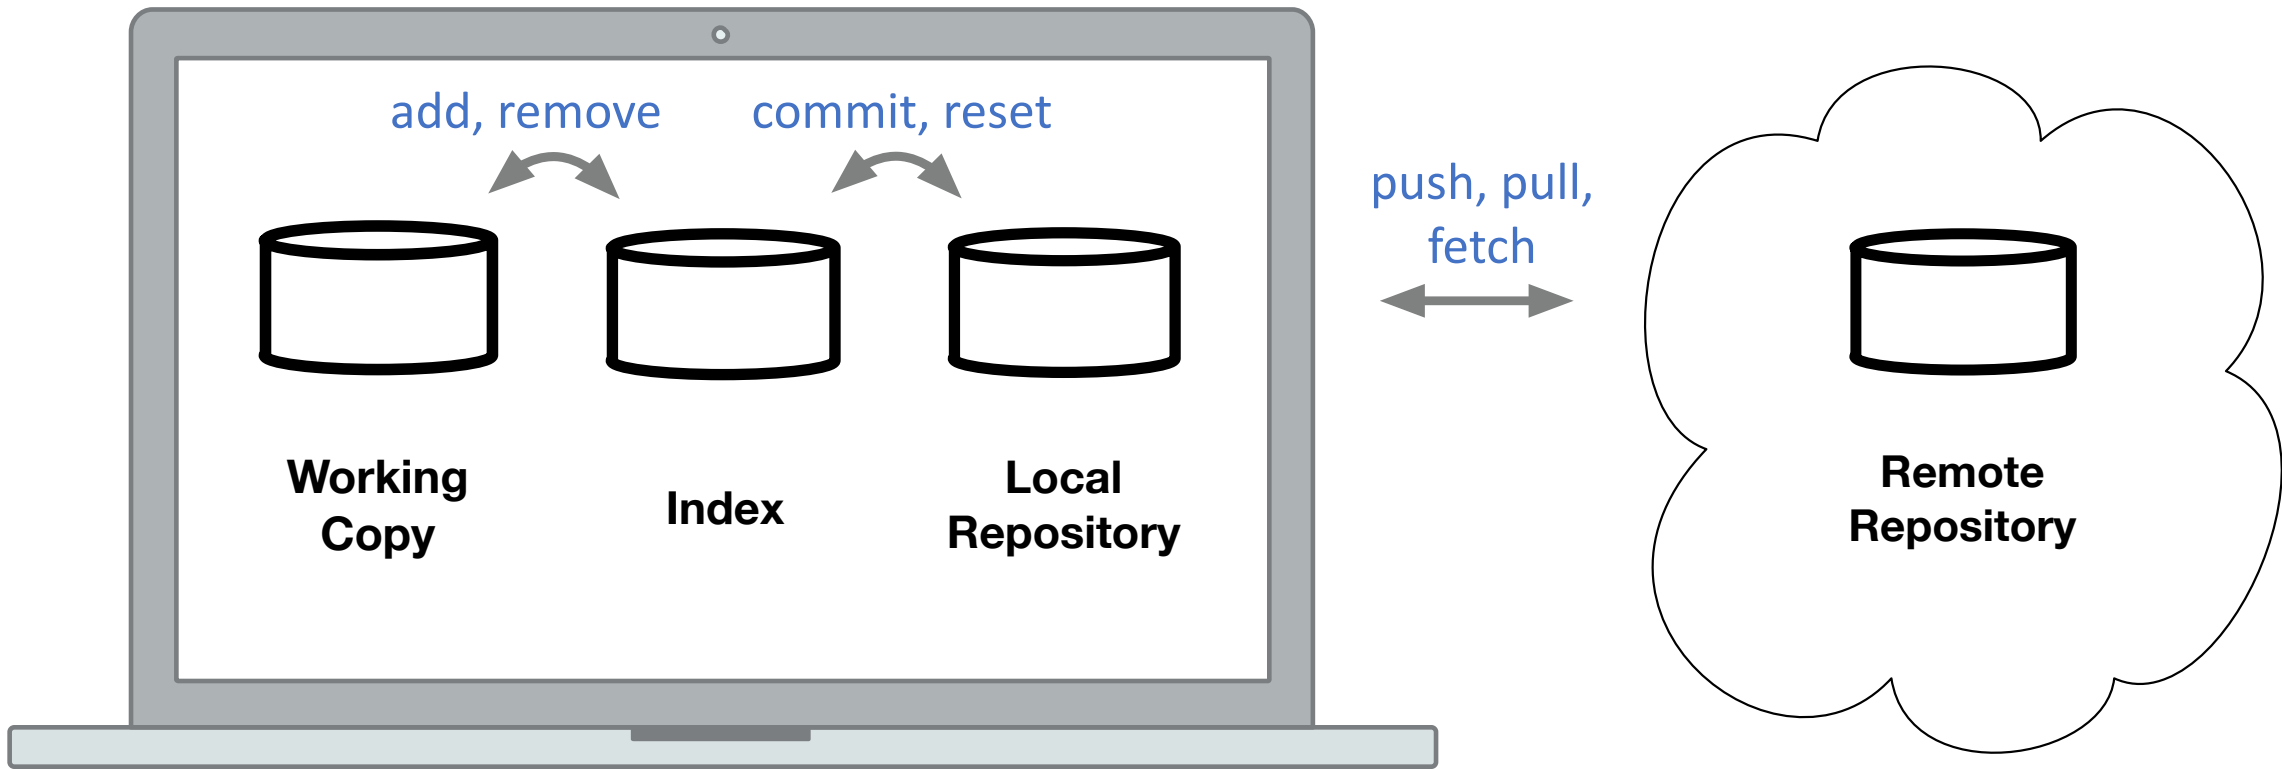 add, remove
commit, reset
push, pull,
fetch
Working
Copy
Index
Local
Repository
Remote
Repository